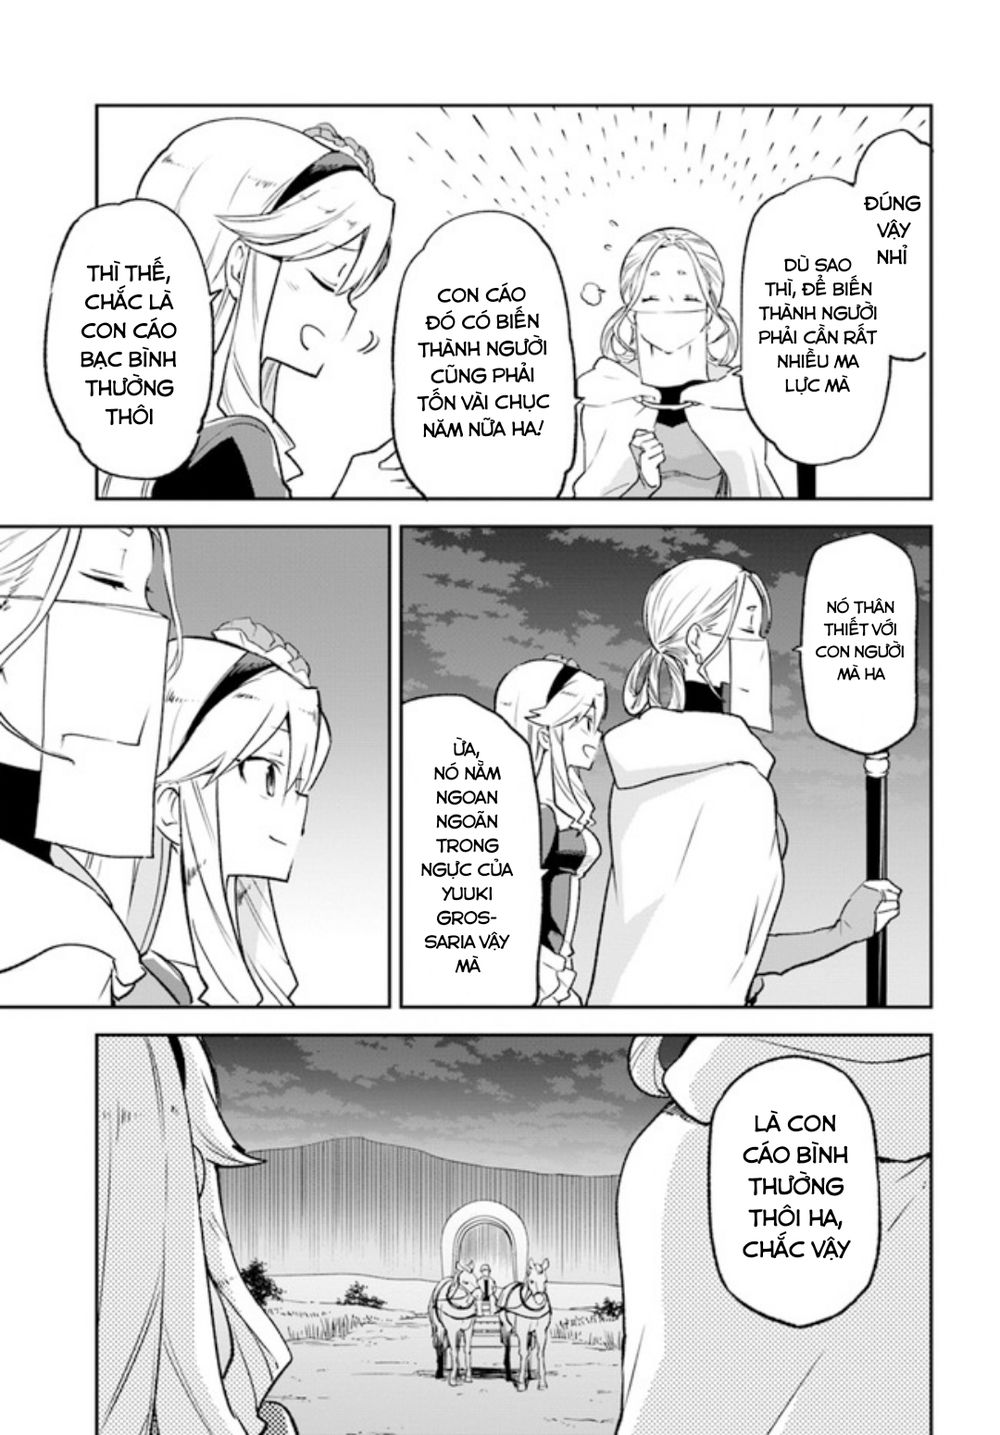 ĐÚNG
VẬY
NHỈ
DÙ SAO
THÌ, ĐỂ BIẾN
THÀNH NGƯỜI
PHẢI CẦN RẤT
NHIỀU MA
LỰC MÀ
CON CÁO
ĐÓ CÓ BIẾN
THÀNH NGƯỜI
CŨNG PHẢI
TỐN VÀI CHỤC
NĂM NỮA HA!
THÌ THẾ,
CHẮC LÀ
CON CÁO
BẠC BÌNH
THƯỜNG
THÔI
NÓ THÂN
THIẾT VỚI
CON NGƯỜI
MÀ HA
ỪA,
NÓ NẰM
NGOAN
NGOÃN
TRONG
NGỰC CỦA
YUUKI
GROS-
SARIA VẬY
MÀ
LÀ CON
CÁO BÌNH
THƯỜNG
THÔI HA,
CHẮC VẬY